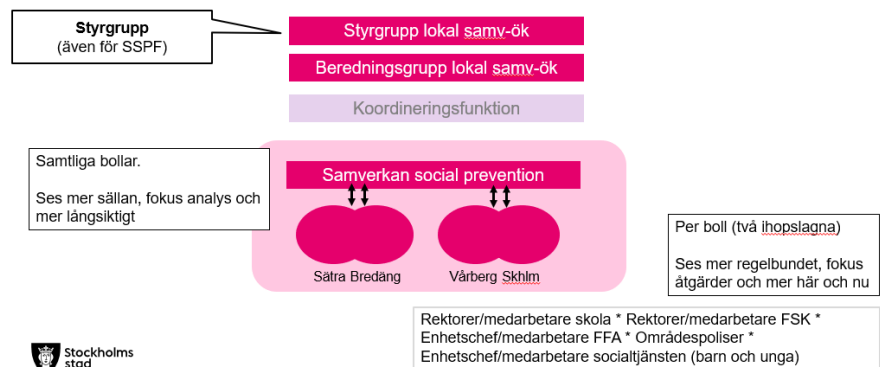 Styrgrupp
(även för SSPF)
Styrgrupp lokal samv-ök
Beredningsgrupp lokal samv-ök
Koordineringsfunktion
Samtliga bollar.
Ses mer sällan, fokus analys och
mer långsiktigt
Samverkan social prevention
Sätra Bredäng
Vårberg Skhlm
Per boll (två ihopslagna)
Ses mer regelbundet, fokus
åtgärder och mer här och nu
Rektorer/medarbetare skola * Rektorer/medarbetare FSK *
Enhetschef/medarbetare FFA * Områdespoliser *
Enhetschef/medarbetare socialtjänsten (barn och unga)
Stockholms
stad